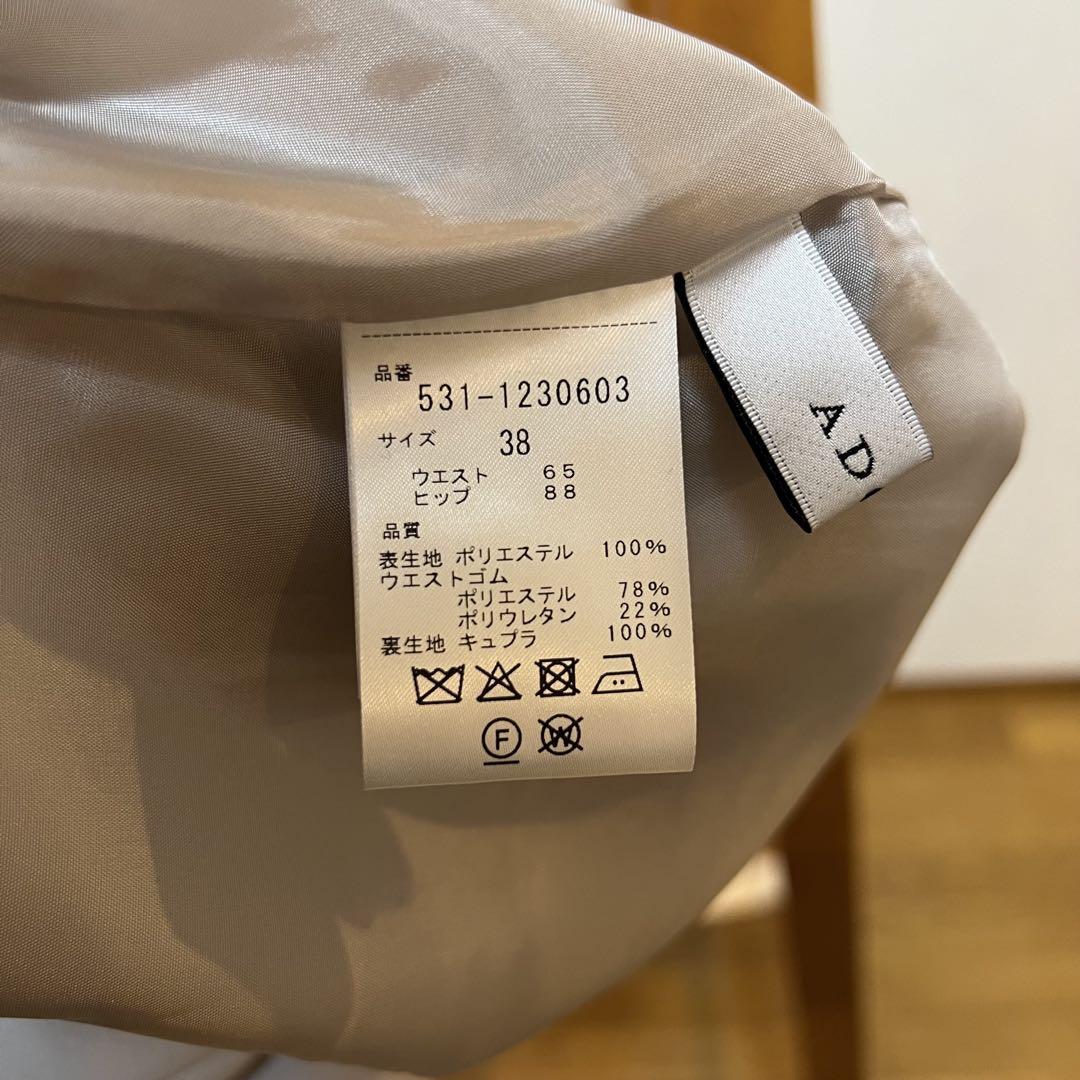 品番
531-1230603
サイズ 38
ウエスト 65
ヒップ 88
品質
表生地 ポリエステル 100%
ウエストゴム
ポリエステル 78%
ポリウレタン 22%
裏生地 キュプラ 100%
F W
AD